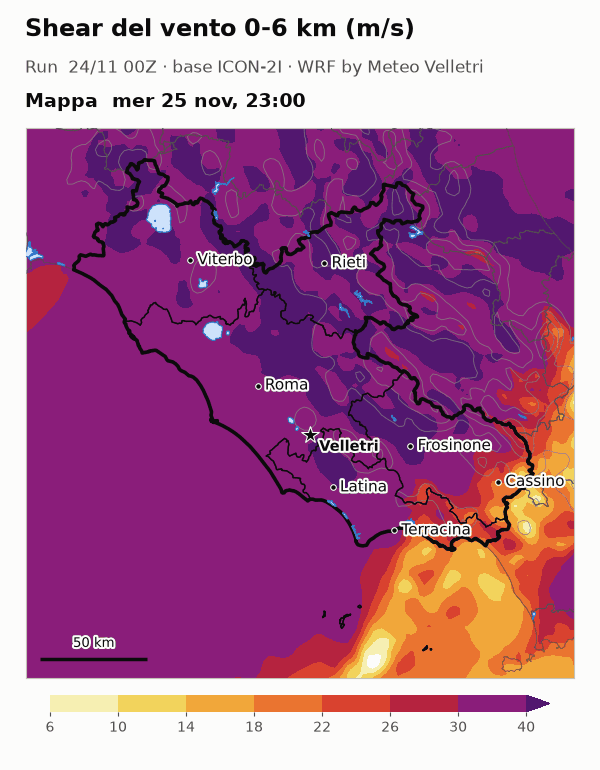 Shear del vento 0-6 km (m/s)
Run  24/11 00Z · base ICON-2I · WRF by Meteo Velletri
Mappa  mer 25 nov, 23:00
Viterbo
Rieti
Roma
Velletri
Frosinone
Latina
Cassino
Terracina
50 km
6 10 14 18 22 26 30 40